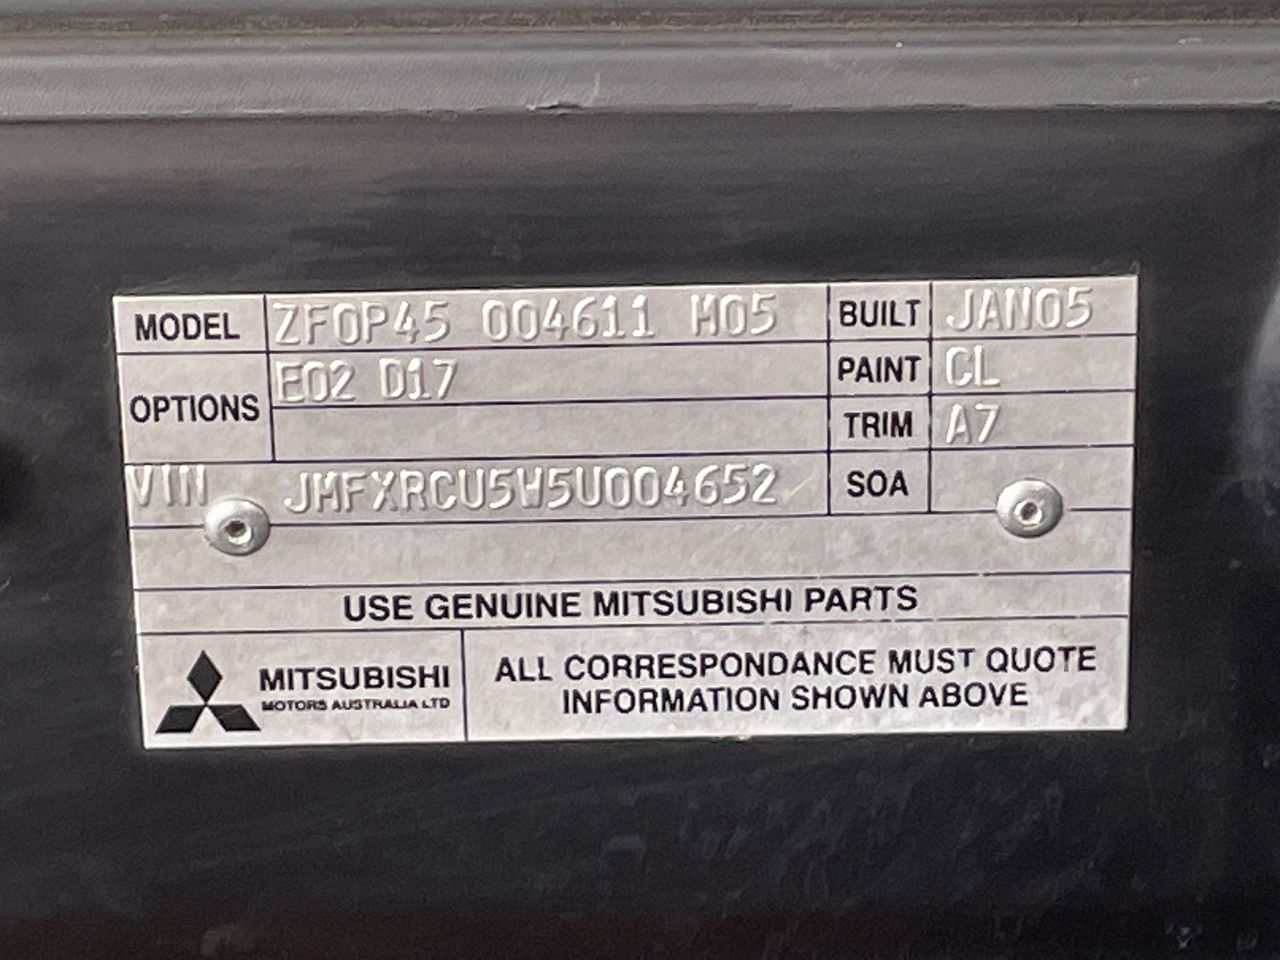 MODEL ZF0P45 004611 M05 BUILT JAN05
OPTIONS E02 D17 PAINT CL
TRIM A7
VIN JMFXRCU5W5U004652 SOA
USE GENUINE MITSUBISHI PARTS
MITSUBISHI
MOTORS AUSTRALIA LTD
ALL CORRESPONDANCE MUST QUOTE
INFORMATION SHOWN ABOVE